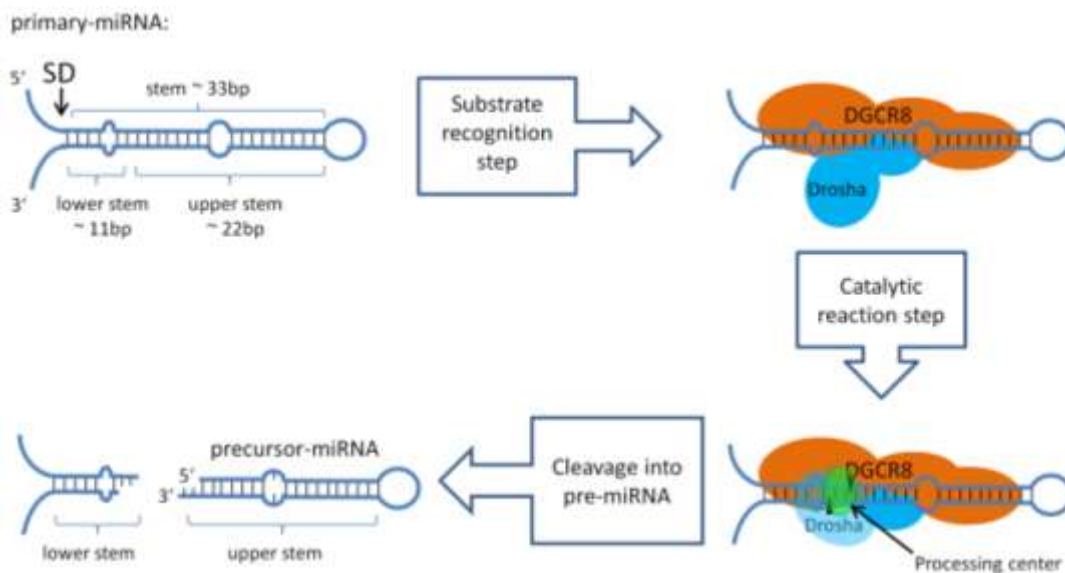 primary-miRNA:
5'
SD
stem ~ 33bp
3'
lower stem
~ 11bp
upper stem
~22bp
Substrate
recognition
step
DGCR8
Drosha
Catalytic
reaction step
DGCR8
Drosha
Processing center
Cleavage into
pre-miRNA
precursor-miRNA
5'
3'
lower stem
upper stem